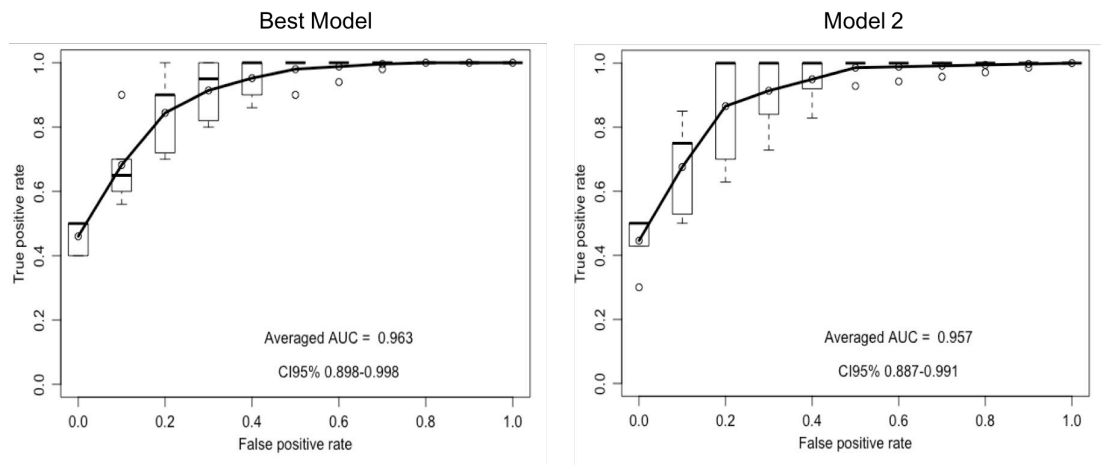 Best Model
1.0
0.8
0.6
0.4
0.2
0.0
True positive rate
Averaged AUC = 0.963
CI95% 0.898-0.998
0.0 0.2 0.4 0.6 0.8 1.0
False positive rate
Model 2
1.0
0.8
0.6
0.4
0.2
0.0
True positive rate
Averaged AUC = 0.957
CI95% 0.887-0.991
0.0 0.2 0.4 0.6 0.8 1.0
False positive rate